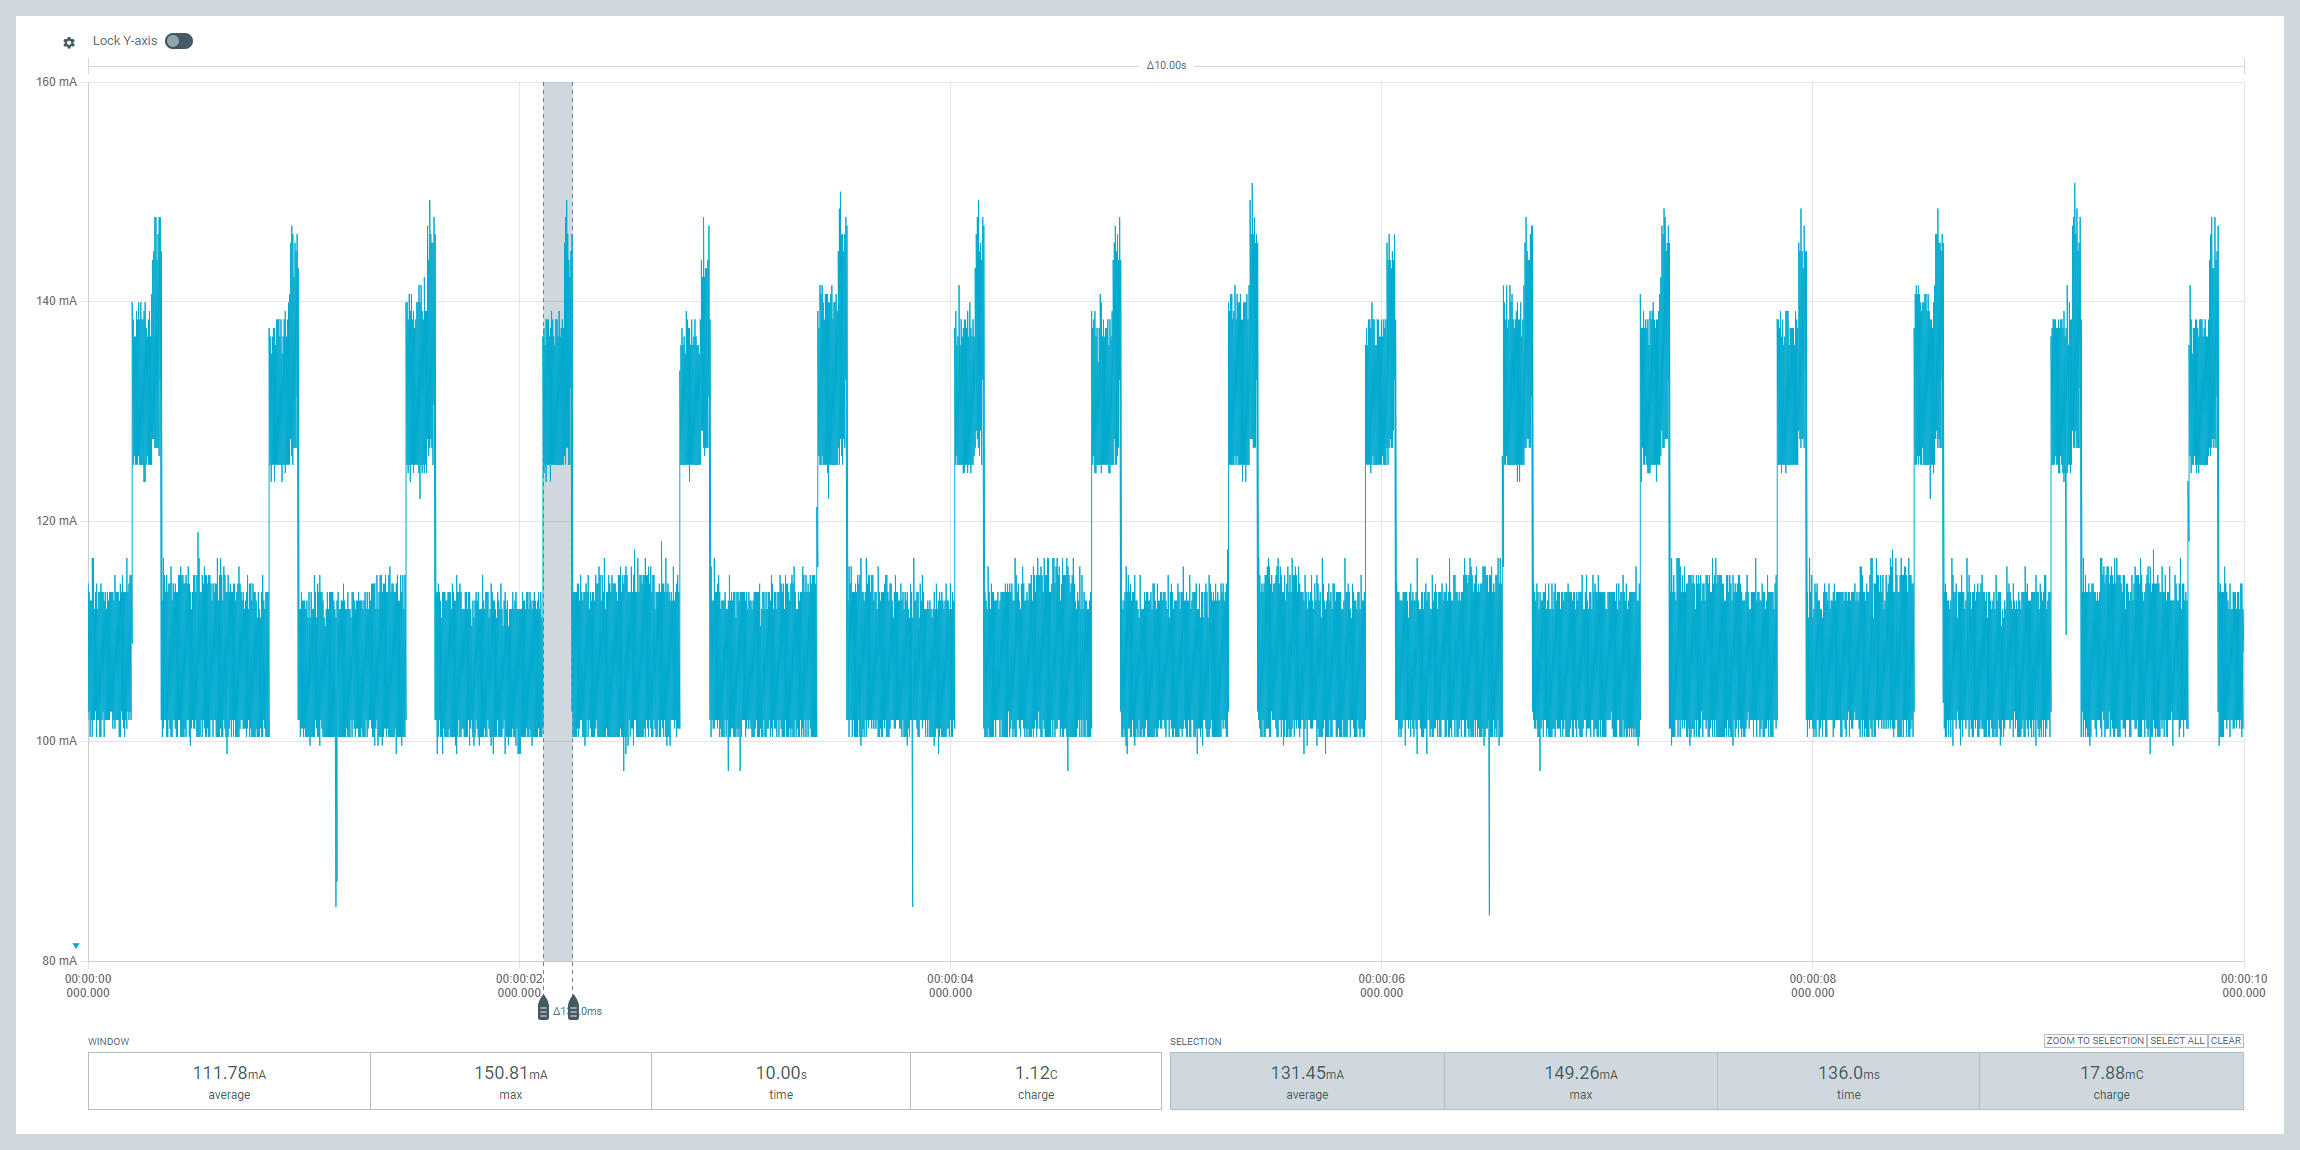 Lock Y-axis
Δ10.00s
160 mA
140 mA
120 mA
100 mA
80 mA
00:00:00 00:00:02 00:00:04 00:00:06 00:00:08 00:00:10
000.000 000.000 000.000 000.000 000.000 000.000
WINDOW
111.78mA 150.81mA 10.00s 1.12C
average max time charge
SELECTION
ZOOM TO SELECTION SELECT ALL CLEAR
131.45mA 149.26mA 136.0ms 17.88mC
average max time charge